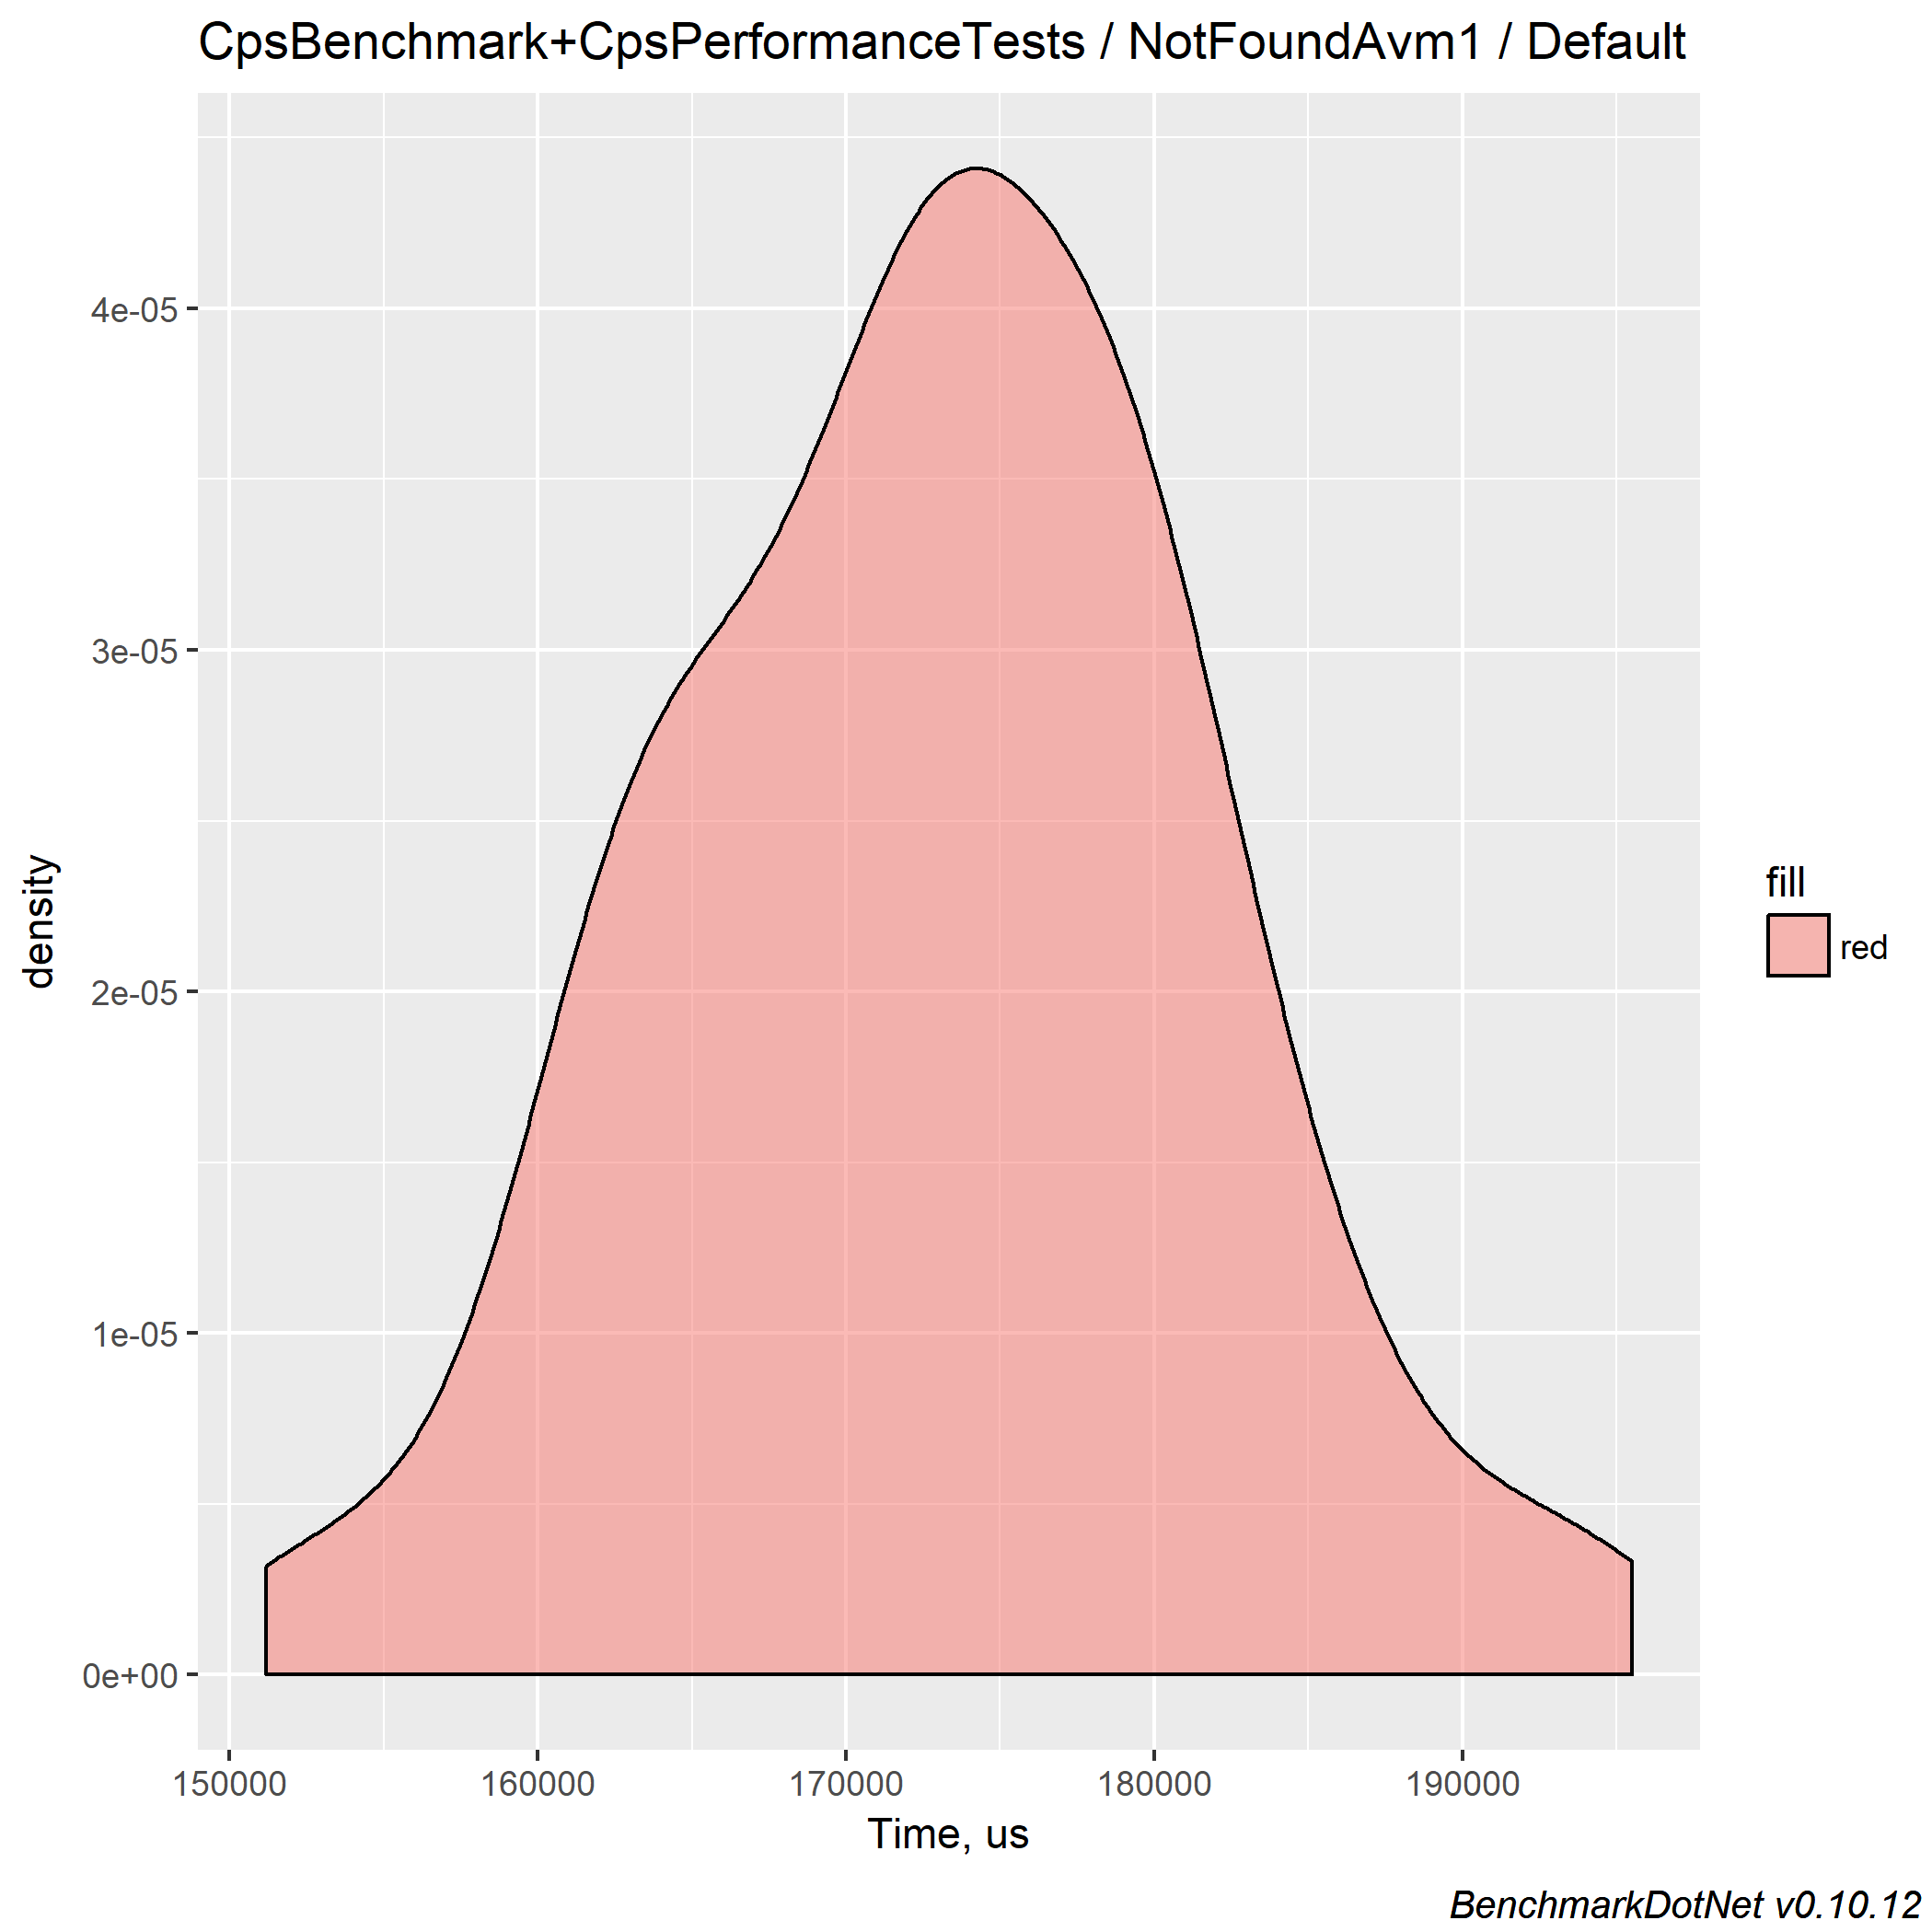 CpsBenchmark+CpsPerformanceTests / NotFoundAvm1 / Default
4e-05
3e-05
2e-05
1e-05
0e+00
density
150000 160000 170000 180000 190000
Time, us
fill
red
BenchmarkDotNet v0.10.12